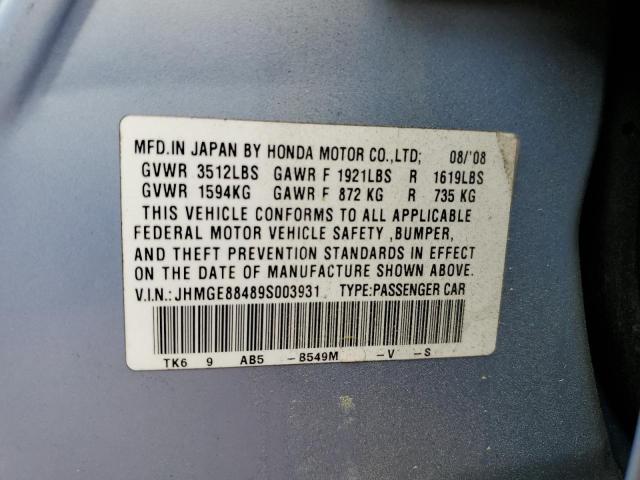 MFD.IN JAPAN BY HONDA MOTOR CO.,LTD; 08/'08
GVWR 3512LBS GAWR F 1921LBS R 1619LBS
GVWR 1594KG GAWR F 872 KG R 735 KG
THIS VEHICLE CONFORMS TO ALL APPLICABLE
FEDERAL MOTOR VEHICLE SAFETY ,BUMPER,
AND THEFT PREVENTION STANDARDS IN EFFECT
ON THE DATE OF MANUFACTURE SHOWN ABOVE.
V.I.N.: JHMGE88489S003931 TYPE:PASSENGER CAR
TK6 9 AB5 -B549M -V -S